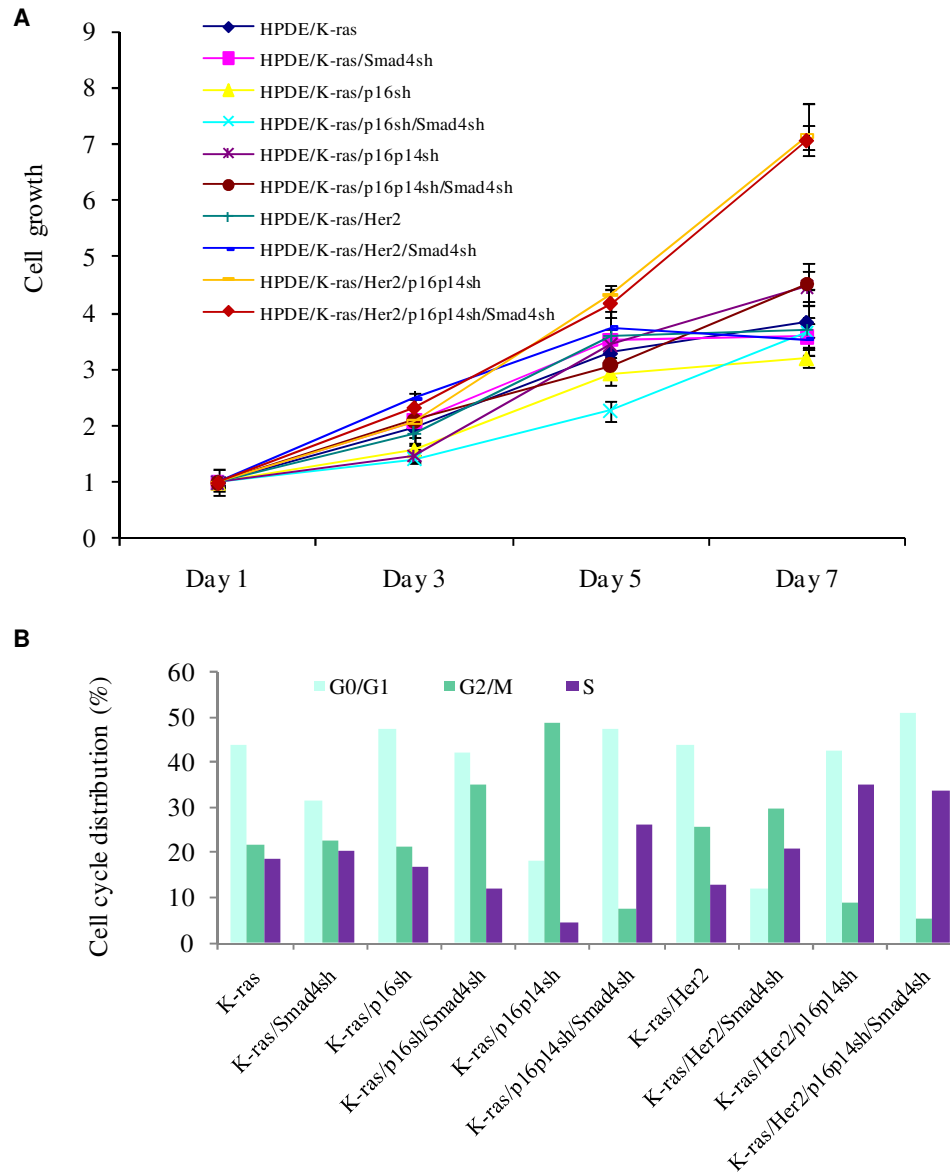 A
9
8
7
6
5
4
3
2
1
0
Cell growth
HPDE/K-ras
HPDE/K-ras/Smad4sh
HPDE/K-ras/p16sh
HPDE/K-ras/p16sh/Smad4sh
HPDE/K-ras/p16p14sh
HPDE/K-ras/p16p14sh/Smad4sh
HPDE/K-ras/Her2
HPDE/K-ras/Her2/Smad4sh
HPDE/K-ras/Her2/p16p14sh
HPDE/K-ras/Her2/p16p14sh/Smad4sh
Day 1 Day 3 Day 5 Day 7
B
60
50
40
30
20
10
0
Cell cycle distribution (%)
G0/G1 G2/M S
K-ras
K-ras/Smad4sh
K-ras/p16sh
K-ras/p16sh/Smad4sh
K-ras/p16p14sh
K-ras/p16p14sh/Smad4sh
K-ras/Her2
K-ras/Her2/Smad4sh
K-ras/Her2/p16p14sh
K-ras/Her2/p16p14sh/Smad4sh